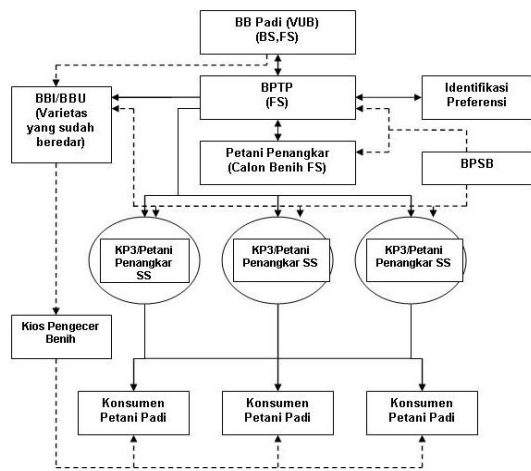 BB Padi (VUB)
(BS,FS)
BBI/BBU
(Varietas
yang sudah
beredar)
BPTP
(FS)
Identifikasi
Preferensi
Petani Penangkar
(Calon Benih FS)
BPSB
KP3/Petani
Penangkar
SS
KP3/Petani
Penangkar SS
KP3/Petani
Penangkar SS
Kios Pengecer
Benih
Konsumen
Petani Padi
Konsumen
Petani Padi
Konsumen
Petani Padi